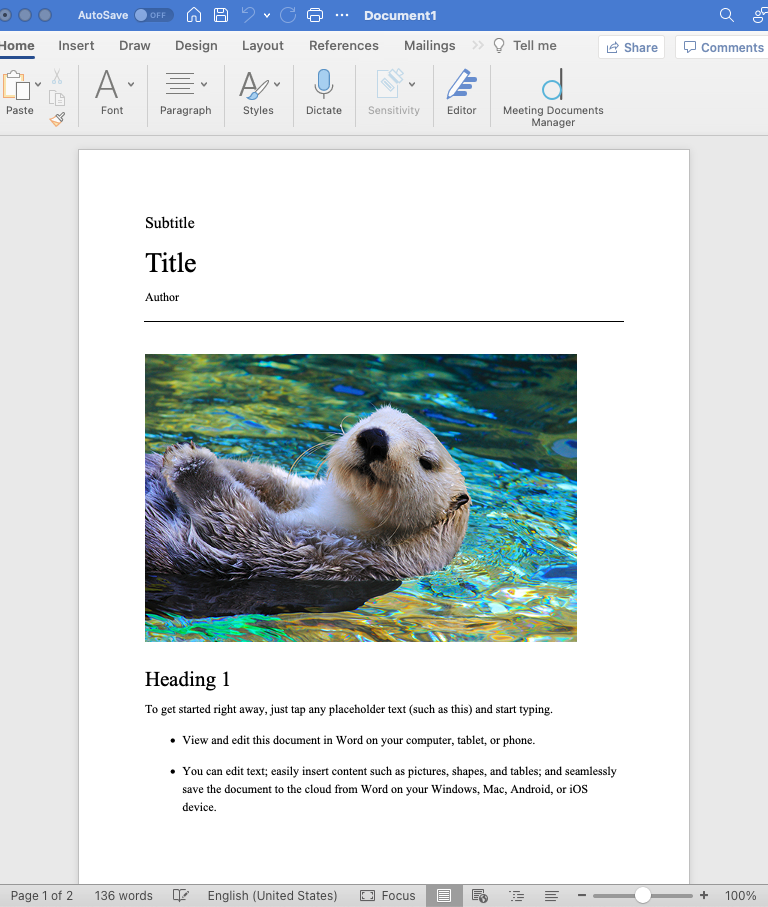 AutoSave OFF Document1
Home Insert Draw Design Layout References Mailings Tell me Share Comments
Paste Font Paragraph Styles Dictate Sensitivity Editor Meeting Documents
Manager
Subtitle
Title
Author
Heading 1
To get started right away, just tap any placeholder text (such as this) and start typing.
• View and edit this document in Word on your computer, tablet, or phone.
• You can edit text; easily insert content such as pictures, shapes, and tables; and seamlessly
save the document to the cloud from Word on your Windows, Mac, Android, or iOS
device.
Page 1 of 2 136 words English (United States) Focus 100%